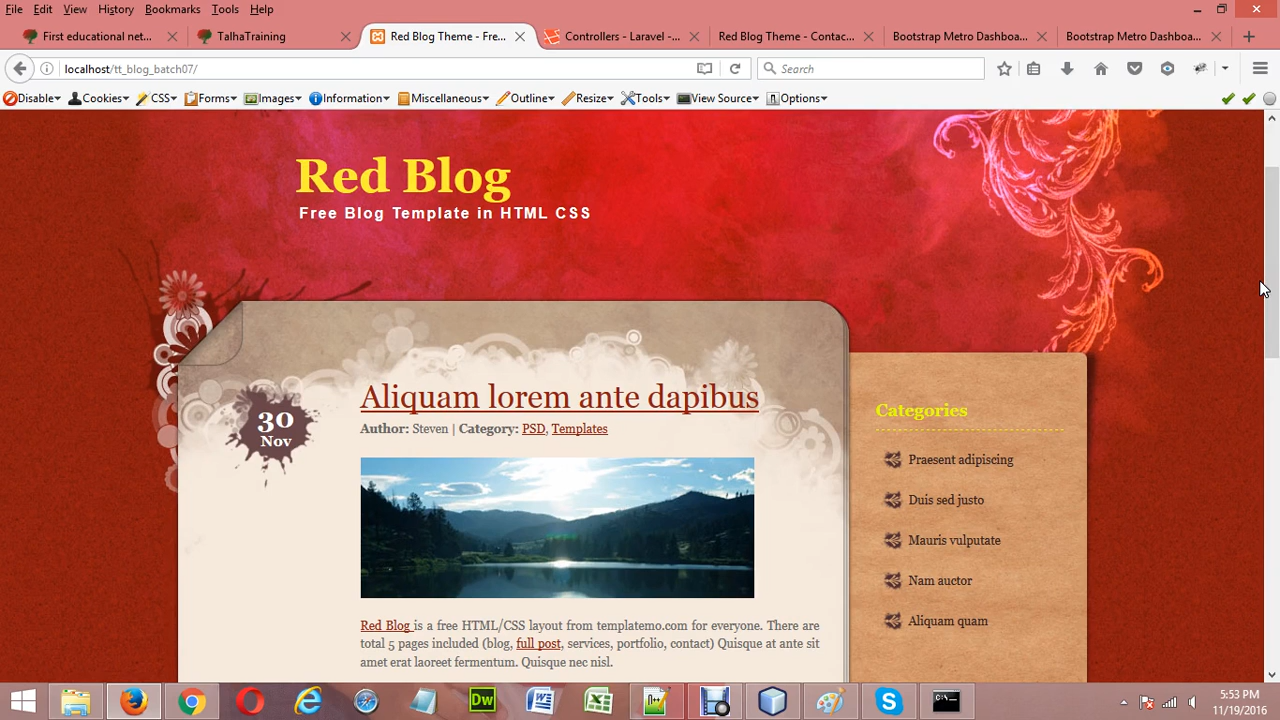 File Edit View History Bookmarks Tools Help
First educational net... TalhaTraining Red Blog Theme - Fre... Controllers - Laravel -... Red Blog Theme - Contac... Bootstrap Metro Dashboa... Bootstrap Metro Dashboa...
localhost/tt_blog_batch07/ Search
Disable Cookies CSS Forms Images Information Miscellaneous Outline Resize Tools View Source Options
Red Blog
Free Blog Template in HTML CSS
30
Nov
Aliquam lorem ante dapibus
Author: Steven | Category: PSD, Templates
Red Blog is a free HTML/CSS layout from templatemo.com for everyone. There are
total 5 pages included (blog, full post, services, portfolio, contact) Quisque at ante sit
amet erat laoreet fermentum. Quisque nec nisl.
Categories
Praesent adipiscing
Duis sed justo
Mauris vulputate
Nam auctor
Aliquam quam
Dw
5:53 PM
11/19/2016